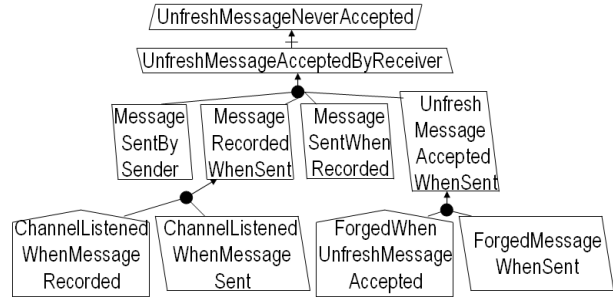 UnfreshMessageNeverAccepted
UnfreshMessageAcceptedByReceiver
Message
SentBy
Sender
Message
Recorded
WhenSent
Message
SentWhen
Recorded
Unfresh
Message
Accepted
WhenSent
ChannelListened
WhenMessage
Recorded
ChannelListened
WhenMessage
Sent
ForgedWhen
UnfreshMessage
Accepted
ForgedMessage
WhenSent